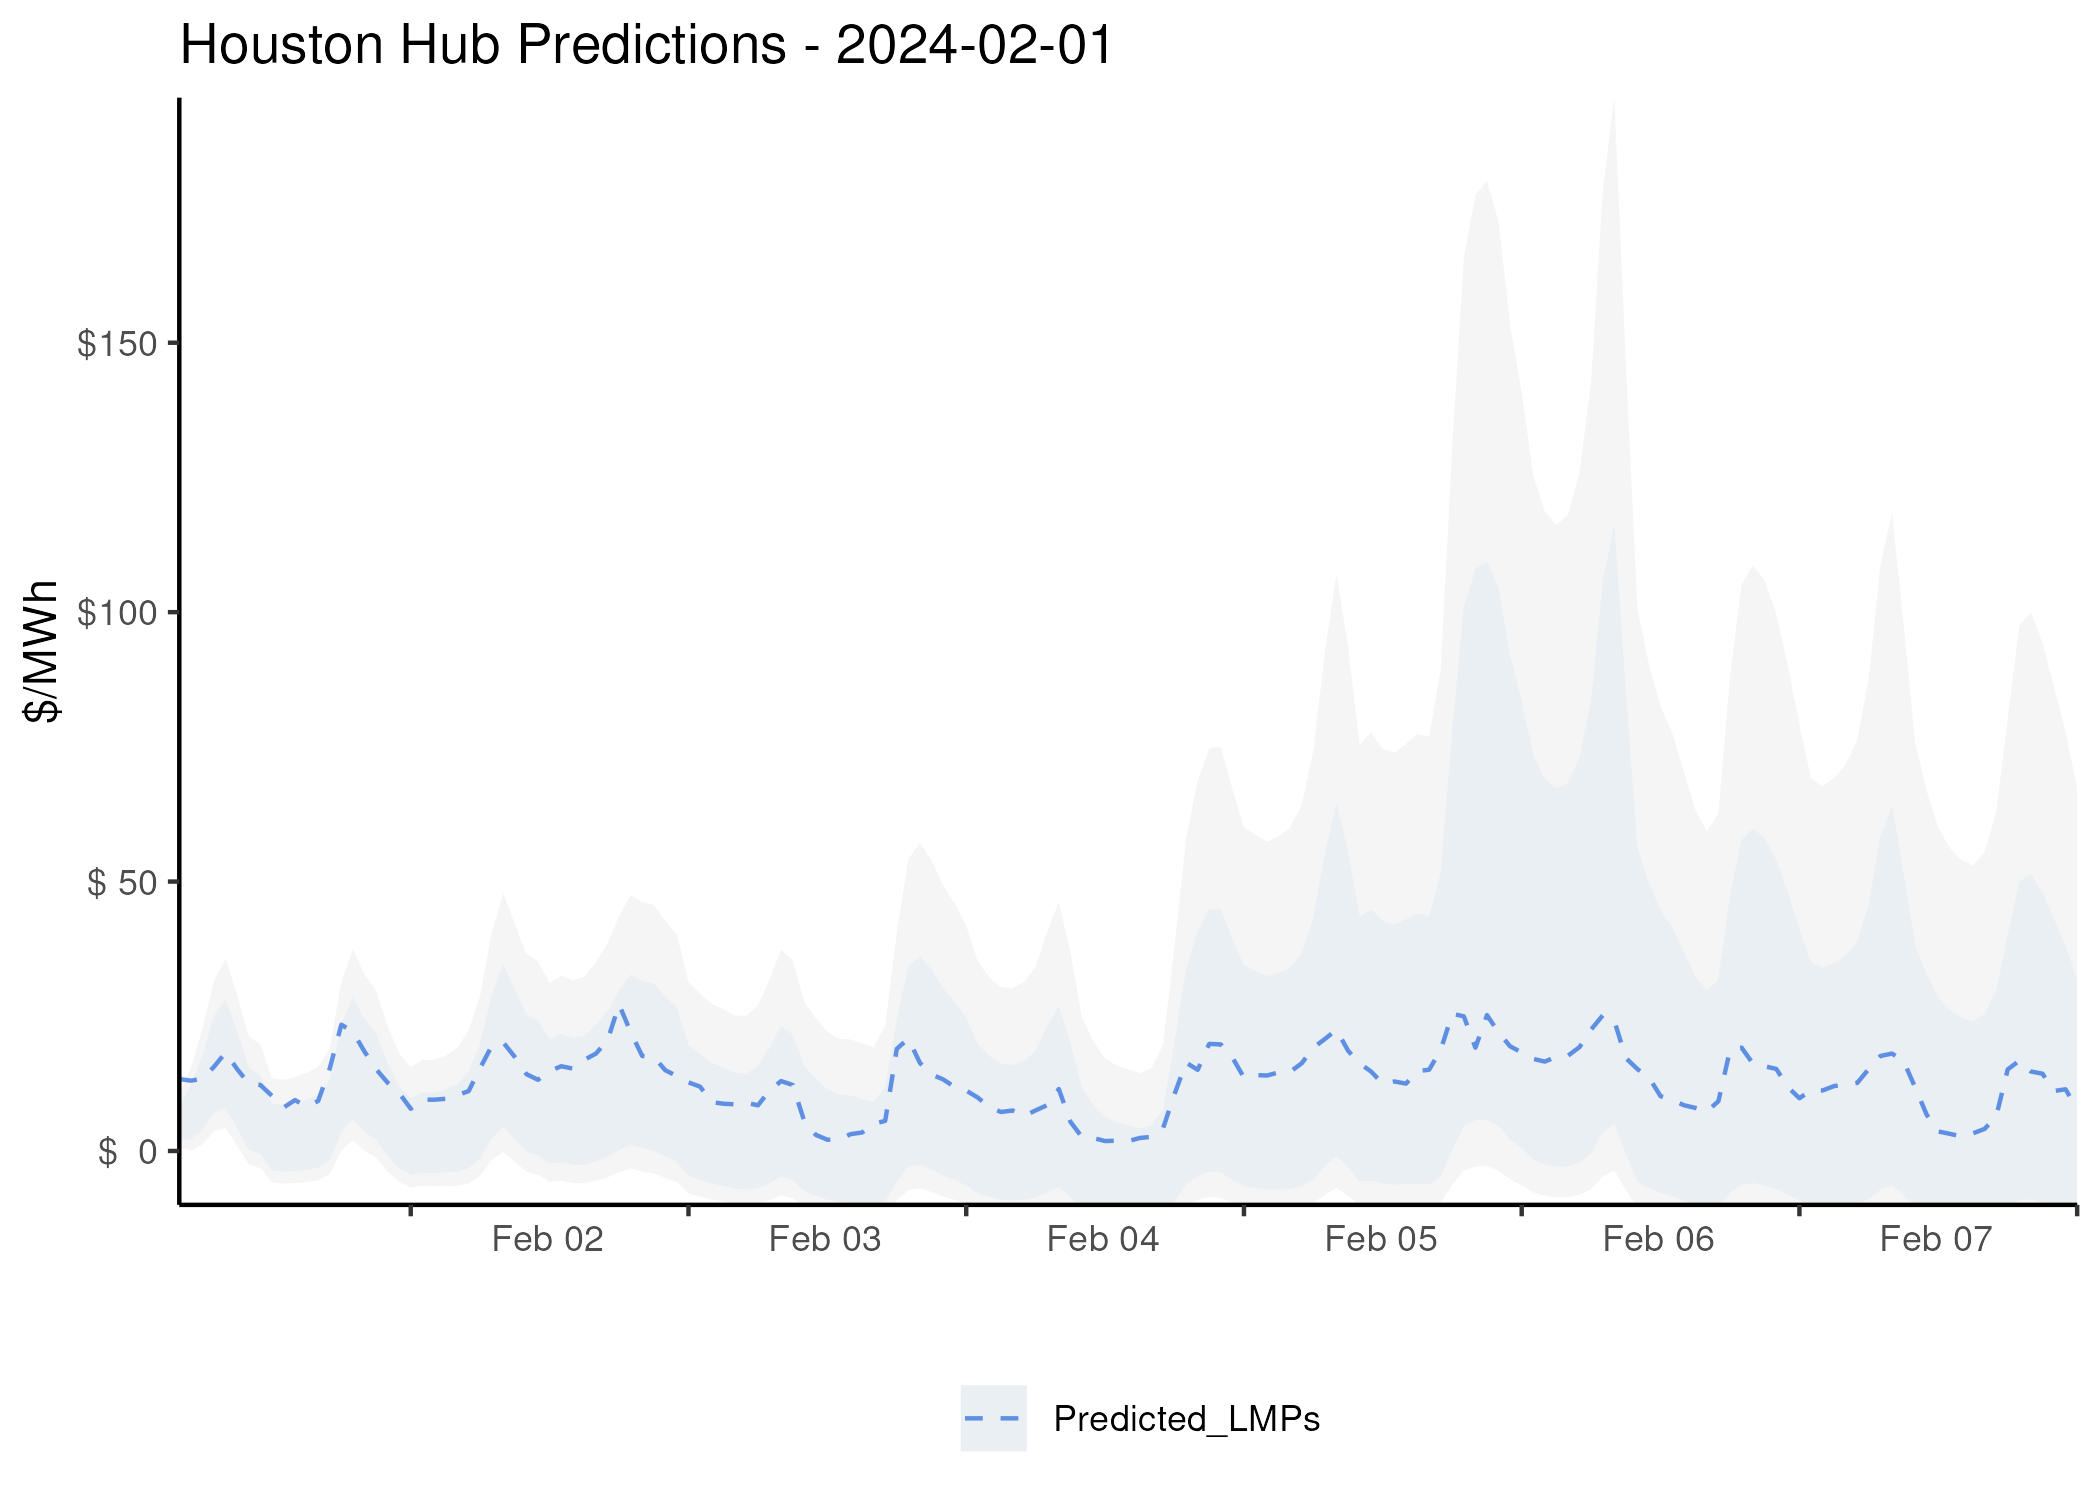 Houston Hub Predictions - 2024-02-01
$/MWh
$150
$100
$ 50
$  0
Feb 02 Feb 03 Feb 04 Feb 05 Feb 06 Feb 07
Predicted_LMPs